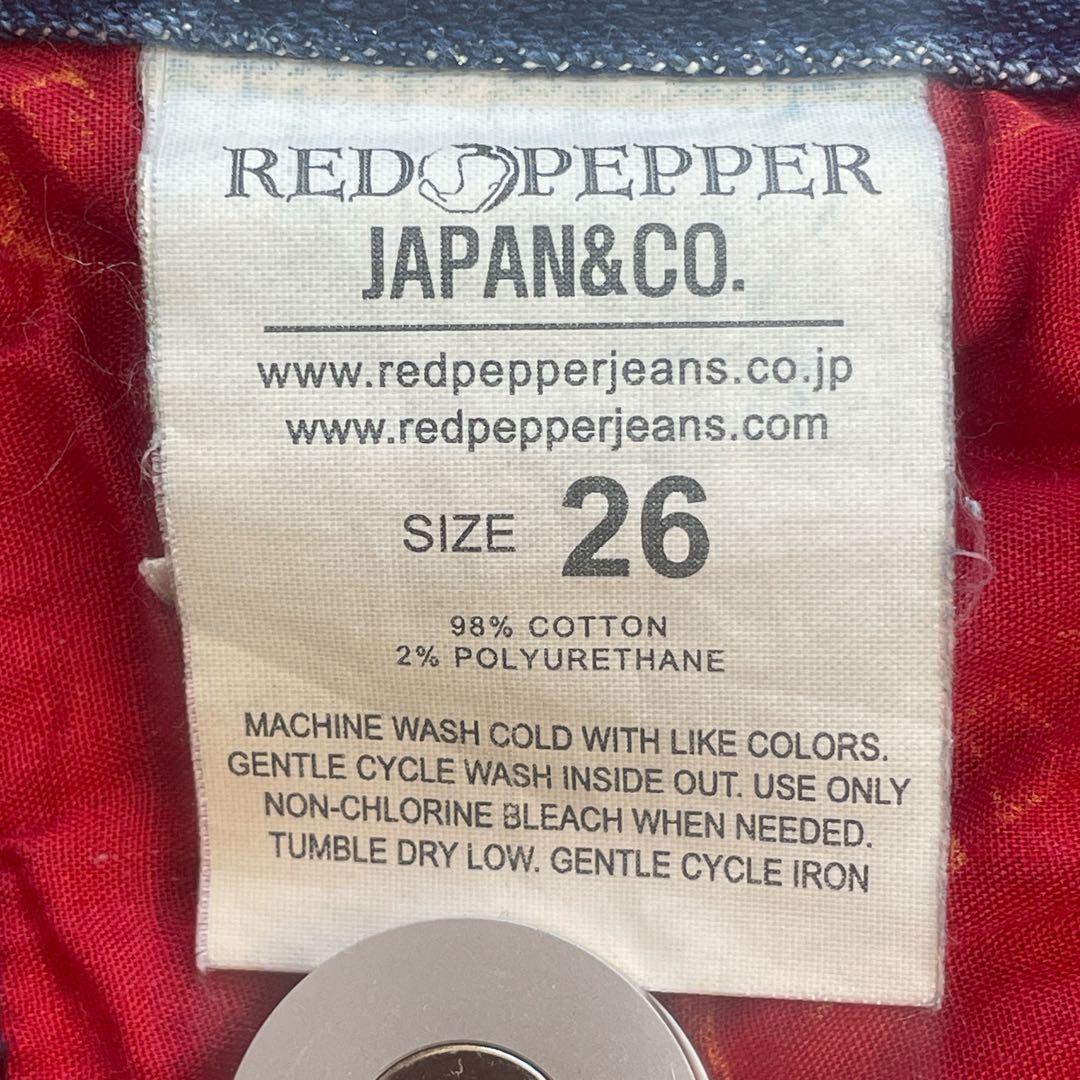 RED PEPPER
JAPAN&CO.
www.redpepperjeans.co.jp
www.redpepperjeans.com
SIZE 26
98% COTTON
2% POLYURETHANE
MACHINE WASH COLD WITH LIKE COLORS.
GENTLE CYCLE WASH INSIDE OUT. USE ONLY
NON-CHLORINE BLEACH WHEN NEEDED.
TUMBLE DRY LOW. GENTLE CYCLE IRON